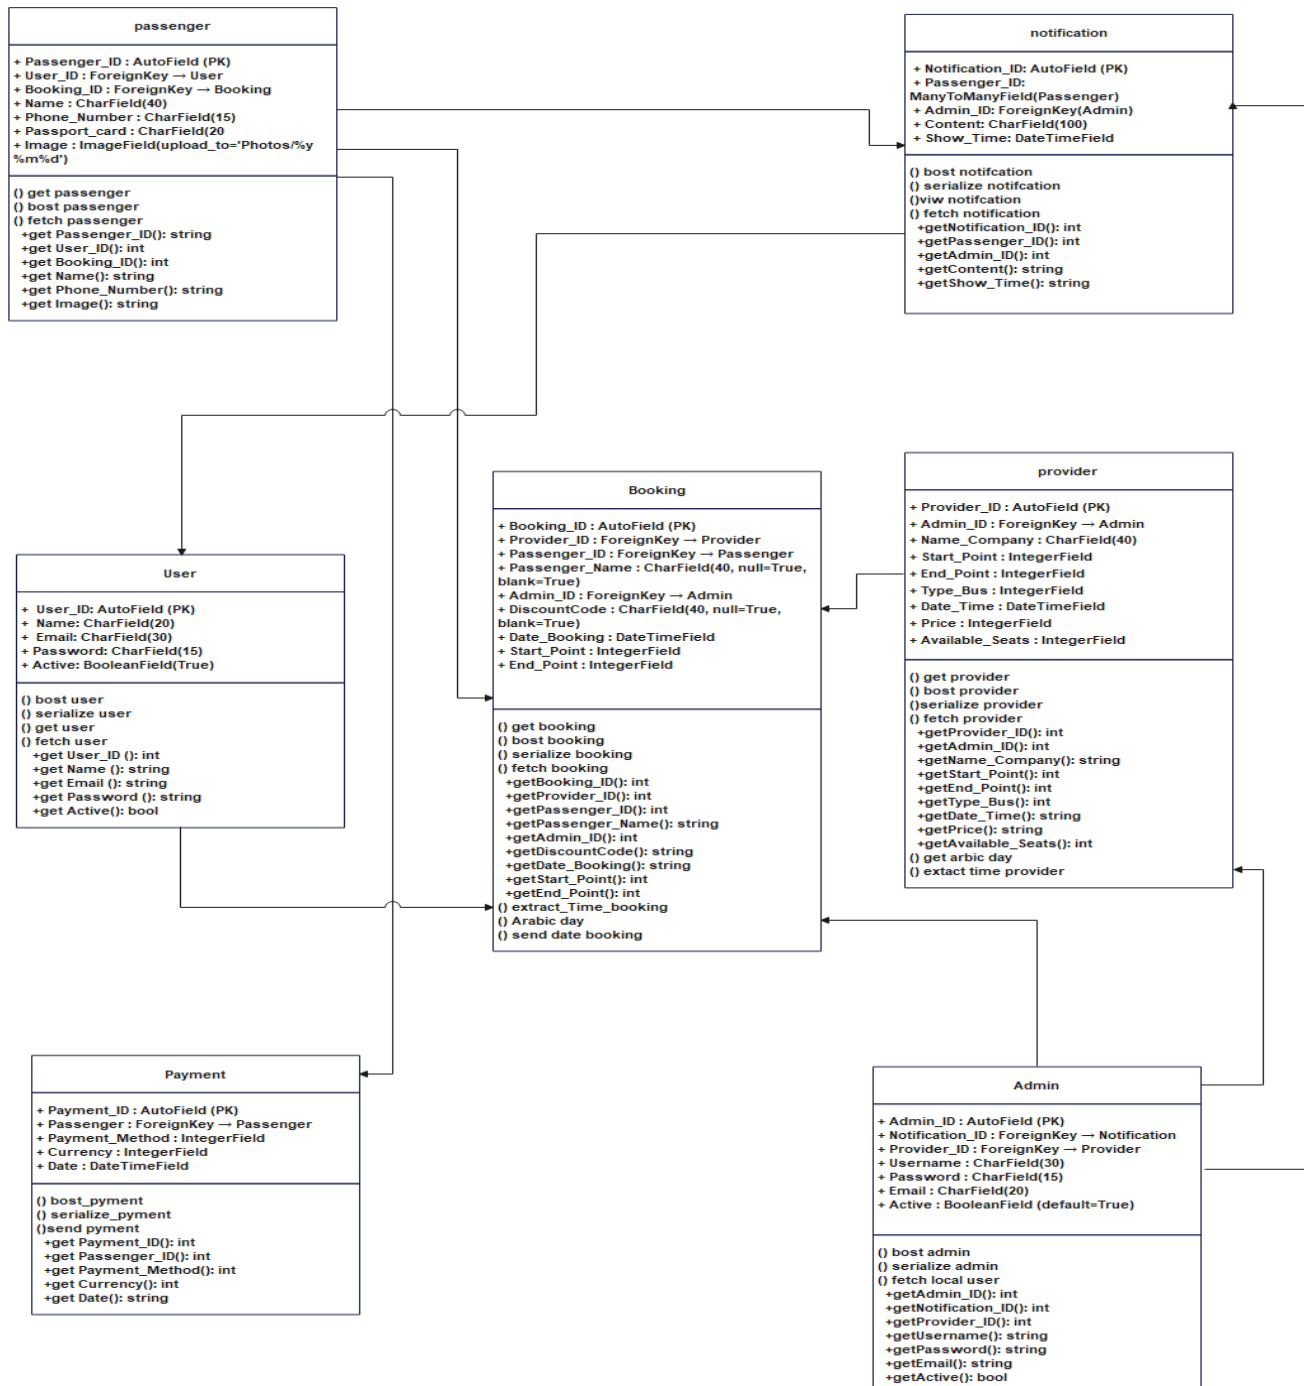 passenger
+ Passenger_ID : AutoField (PK)
+ User_ID : ForeignKey → User
+ Booking_ID : ForeignKey → Booking
+ Name : CharField(40)
+ Phone_Number : CharField(15)
+ Passport_card : CharField(20
+ Image : ImageField(upload_to='Photos/%y
%m%d')
() get passenger
() bost passenger
() fetch passenger
+get Passenger_ID(): string
+get User_ID(): int
+get Booking_ID(): int
+get Name(): string
+get Phone_Number(): string
+get Image(): string
notification
+ Notification_ID: AutoField (PK)
+ Passenger_ID:
ManyToManyField(Passenger)
+ Admin_ID: ForeignKey(Admin)
+ Content: CharField(100)
+ Show_Time: DateTimeField
() bost notifcation
() serialize notifcation
()viw notifcation
() fetch notification
+getNotification_ID(): int
+getPassenger_ID(): int
+getAdmin_ID(): int
+getContent(): string
+getShow_Time(): string
User
+ User_ID: AutoField (PK)
+ Name: CharField(20)
+ Email: CharField(30)
+ Password: CharField(15)
+ Active: BooleanField(True)
() bost user
() serialize user
() get user
() fetch user
+get User_ID (): int
+get Name (): string
+get Email (): string
+get Password (): string
+get Active(): bool
Booking
+ Booking_ID : AutoField (PK)
+ Provider_ID : ForeignKey → Provider
+ Passenger_ID : ForeignKey → Passenger
+ Passenger_Name : CharField(40, null=True,
blank=True)
+ Admin_ID : ForeignKey → Admin
+ DiscountCode : CharField(40, null=True,
blank=True)
+ Date_Booking : DateTimeField
+ Start_Point : IntegerField
+ End_Point : IntegerField
() get booking
() bost booking
() serialize booking
() fetch booking
+getBooking_ID(): int
+getProvider_ID(): int
+getPassenger_ID(): int
+getPassenger_Name(): string
+getAdmin_ID(): int
+getDiscountCode(): string
+getDate_Booking(): string
+getStart_Point(): int
+getEnd_Point(): int
() extract_Time_booking
() Arabic day
() send date booking
provider
+ Provider_ID : AutoField (PK)
+ Admin_ID : ForeignKey → Admin
+ Name_Company : CharField(40)
+ Start_Point : IntegerField
+ End_Point : IntegerField
+ Type_Bus : IntegerField
+ Date_Time : DateTimeField
+ Price : IntegerField
+ Available_Seats : IntegerField
() get provider
() bost provider
()serialize provider
() fetch provider
+getProvider_ID(): int
+getAdmin_ID(): int
+getName_Company(): string
+getStart_Point(): int
+getEnd_Point(): int
+getType_Bus(): int
+getDate_Time(): string
+getPrice(): string
+getAvailable_Seats(): int
() get arbic day
() extact time provider
Payment
+ Payment_ID : AutoField (PK)
+ Passenger : ForeignKey → Passenger
+ Payment_Method : IntegerField
+ Currency : IntegerField
+ Date : DateTimeField
() bost_pyment
() serialize_pyment
()send pyment
+get Payment_ID(): int
+get Passenger_ID(): int
+get Payment_Method(): int
+get Currency(): int
+get Date(): string
Admin
+ Admin_ID : AutoField (PK)
+ Notification_ID : ForeignKey → Notification
+ Provider_ID : ForeignKey → Provider
+ Username : CharField(30)
+ Password : CharField(15)
+ Email : CharField(20)
+ Active : BooleanField (default=True)
() bost admin
() serialize admin
() fetch local user
+getAdmin_ID(): int
+getNotification_ID(): int
+getProvider_ID(): int
+getUsername(): string
+getPassword(): string
+getEmail(): string
+getActive(): bool